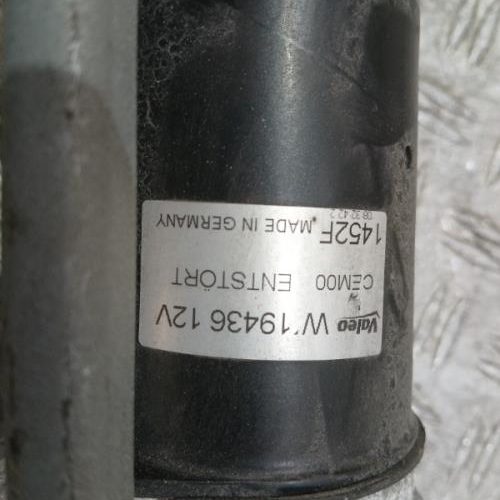 Valeo W 19436 12V
CEM00 ENTSTÖRT
1452F MADE IN GERMANY